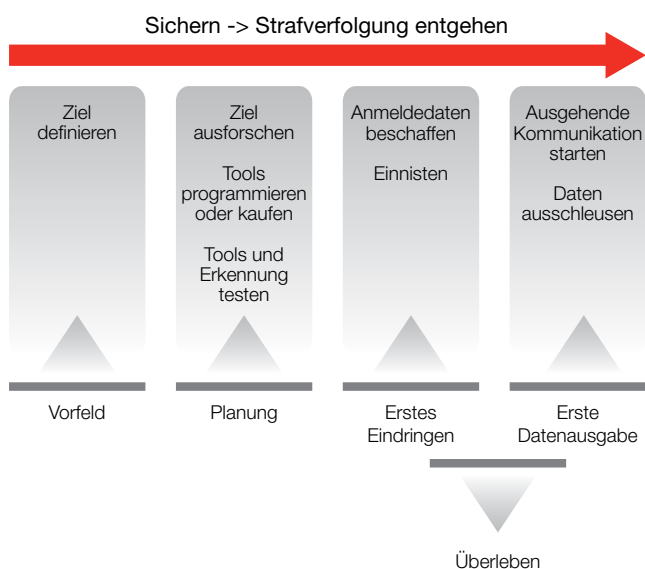 Sichern -> Strafverfolgung entgehen
Ziel
definieren
Ziel
ausforschen
Tools
programmieren
oder kaufen
Tools und
Erkennung
testen
Anmeldedaten
beschaffen
Einnisten
Ausgehende
Kommunikation
starten
Daten
ausschleusen
Vorfeld
Planung
Erstes
Eindringen
Erste
Datenausgabe
Überleben